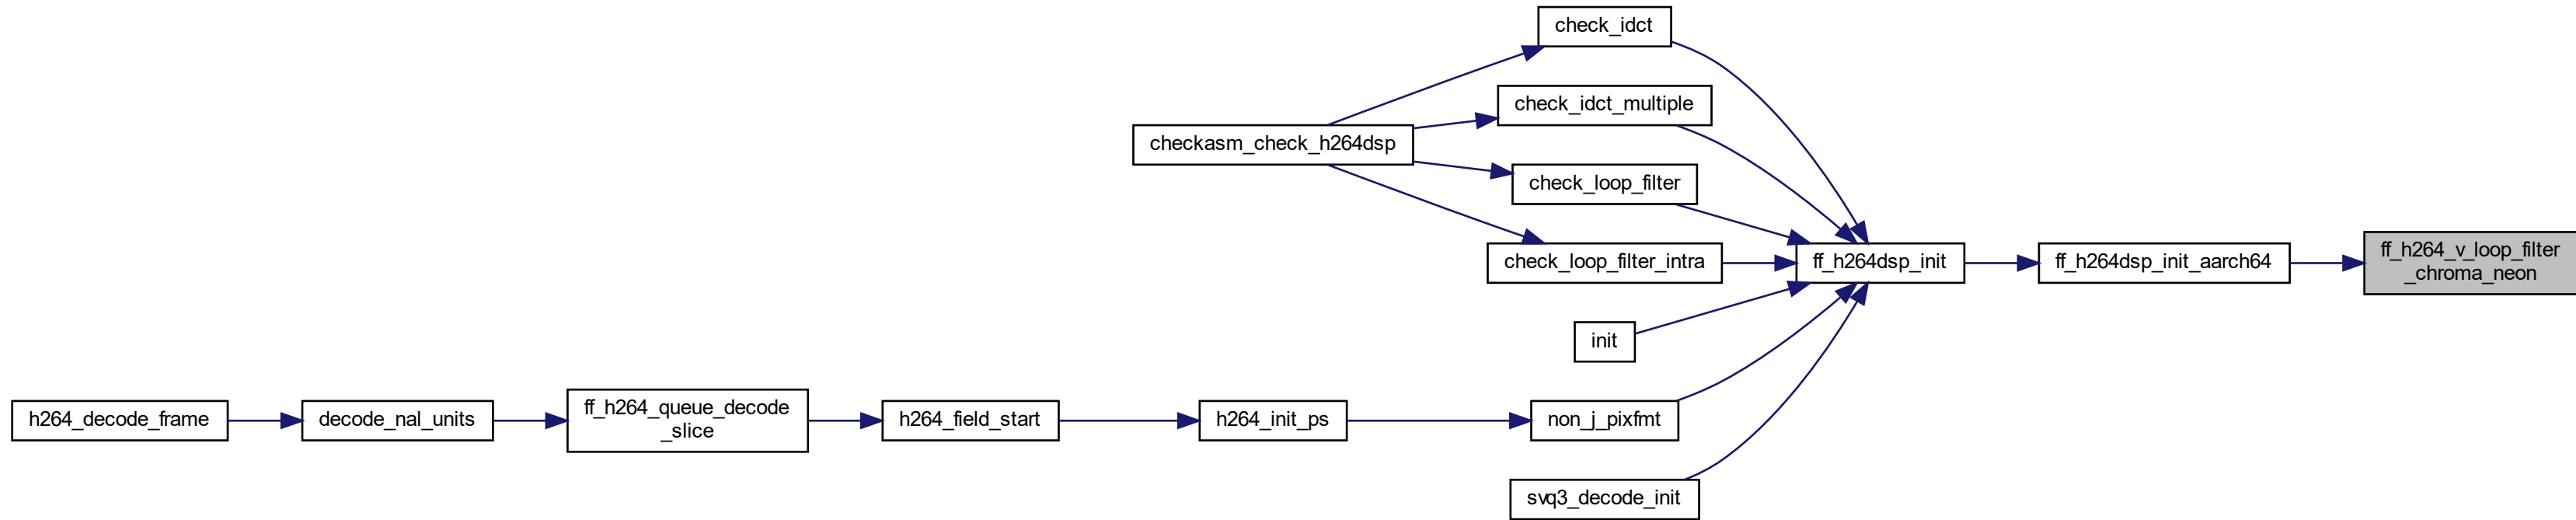 check_idct
check_idct_multiple
checkasm_check_h264dsp
check_loop_filter
check_loop_filter_intra
ff_h264dsp_init
ff_h264dsp_init_aarch64
ff_h264_v_loop_filter
_chroma_neon
init
h264_decode_frame
decode_nal_units
ff_h264_queue_decode
_slice
h264_field_start
h264_init_ps
non_j_pixfmt
svq3_decode_init